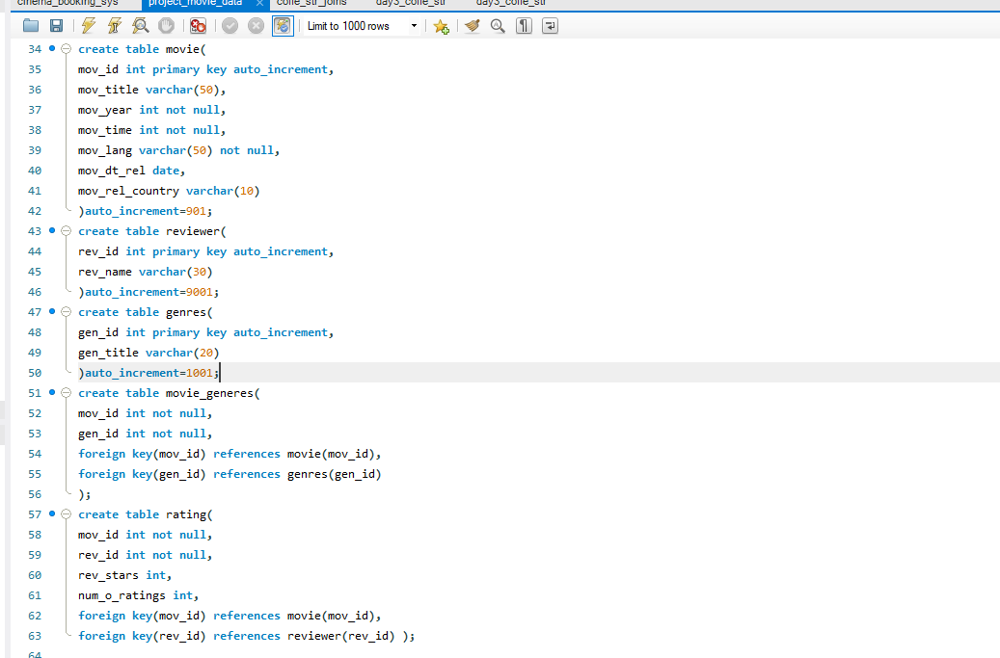 cinema_booking_sys project_movie_data × coffe_str_joins day3_coffe_str day3_coffe_str
Limit to 1000 rows
34 create table movie(
35 mov_id int primary key auto_increment,
36 mov_title varchar(50),
37 mov_year int not null,
38 mov_time int not null,
39 mov_lang varchar(50) not null,
40 mov_dt_rel date,
41 mov_rel_country varchar(10)
42 )auto_increment=901;
43 create table reviewer(
44 rev_id int primary key auto_increment,
45 rev_name varchar(30)
46 )auto_increment=9001;
47 create table genres(
48 gen_id int primary key auto_increment,
49 gen_title varchar(20)
50 )auto_increment=1001;
51 create table movie_generes(
52 mov_id int not null,
53 gen_id int not null,
54 foreign key(mov_id) references movie(mov_id),
55 foreign key(gen_id) references genres(gen_id)
56 );
57 create table rating(
58 mov_id int not null,
59 rev_id int not null,
60 rev_stars int,
61 num_o_ratings int,
62 foreign key(mov_id) references movie(mov_id),
63 foreign key(rev_id) references reviewer(rev_id) );
64